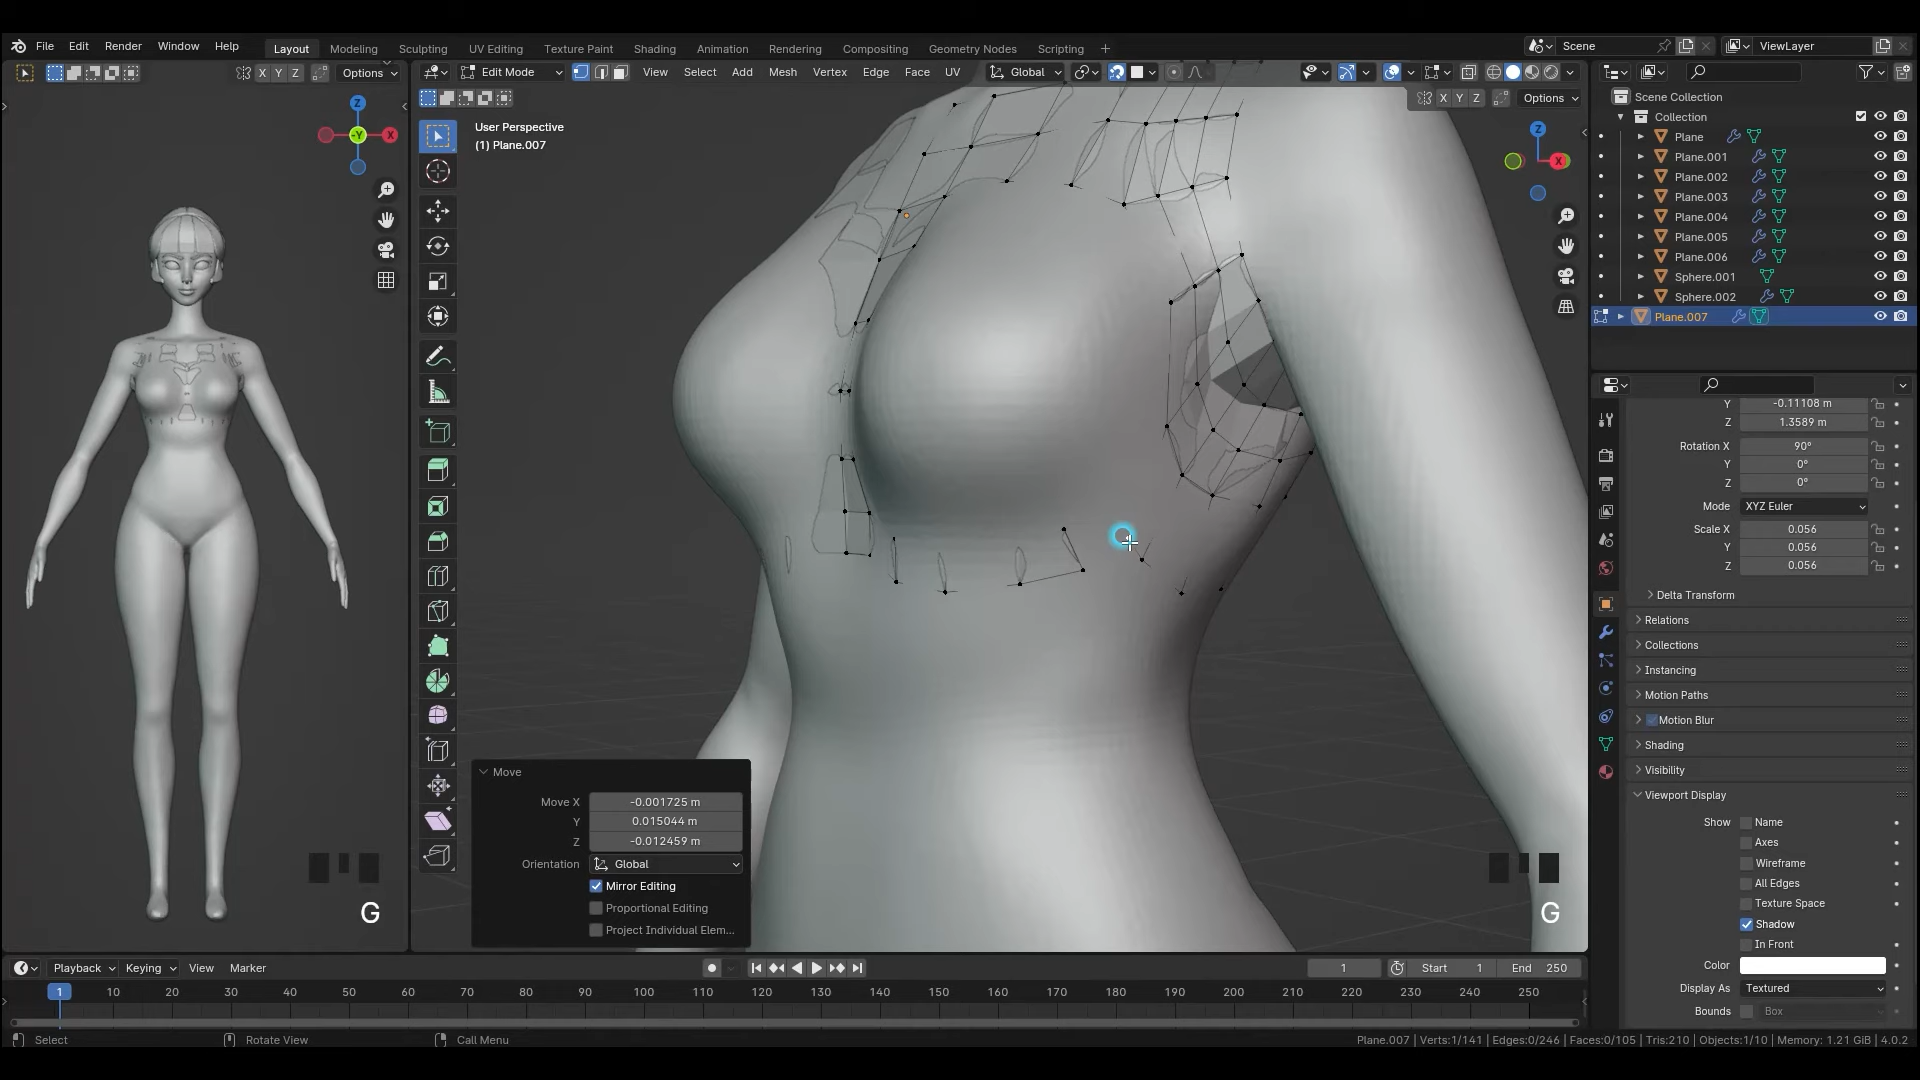 File Edit Render Window Help Layout Modeling Sculpting UV Editing Texture Paint Shading Animation Rendering Compositing Geometry Nodes Scripting + Scene ViewLayer
X Y Z Options Edit Mode View Select Add Mesh Vertex Edge Face UV Global
X Y Z Options
User Perspective
(1) Plane.007
Z
-Y
X
Z
X
Scene Collection
Collection
Plane
Plane.001
Plane.002
Plane.003
Plane.004
Plane.005
Plane.006
Sphere.001
Sphere.002
Plane.007
Y -0.11108 m
Z 1.3589 m
Rotation X 90°
Y 0°
Z 0°
Mode XYZ Euler
Scale X 0.056
Y 0.056
Z 0.056
Delta Transform
Relations
Collections
Instancing
Motion Paths
Motion Blur
Shading
Visibility
Viewport Display
Show Name
Axes
Wireframe
All Edges
Texture Space
Shadow
In Front
Color
Display As Textured
Bounds Box
Move
Move X -0.001725 m
Y 0.015044 m
Z -0.012459 m
Orientation Global
Mirror Editing
Proportional Editing
Project Individual Elem...
G
G
Playback Keying View Marker 1 Start 1 End 250
1 10 20 30 40 50 60 70 80 90 100 110 120 130 140 150 160 170 180 190 200 210 220 230 240 250
Select Rotate View Call Menu Plane.007 | Verts:1/141 | Edges:0/246 | Faces:0/105 | Tris:210 | Objects:1/10 | Memory: 1.21 GiB | 4.0.2